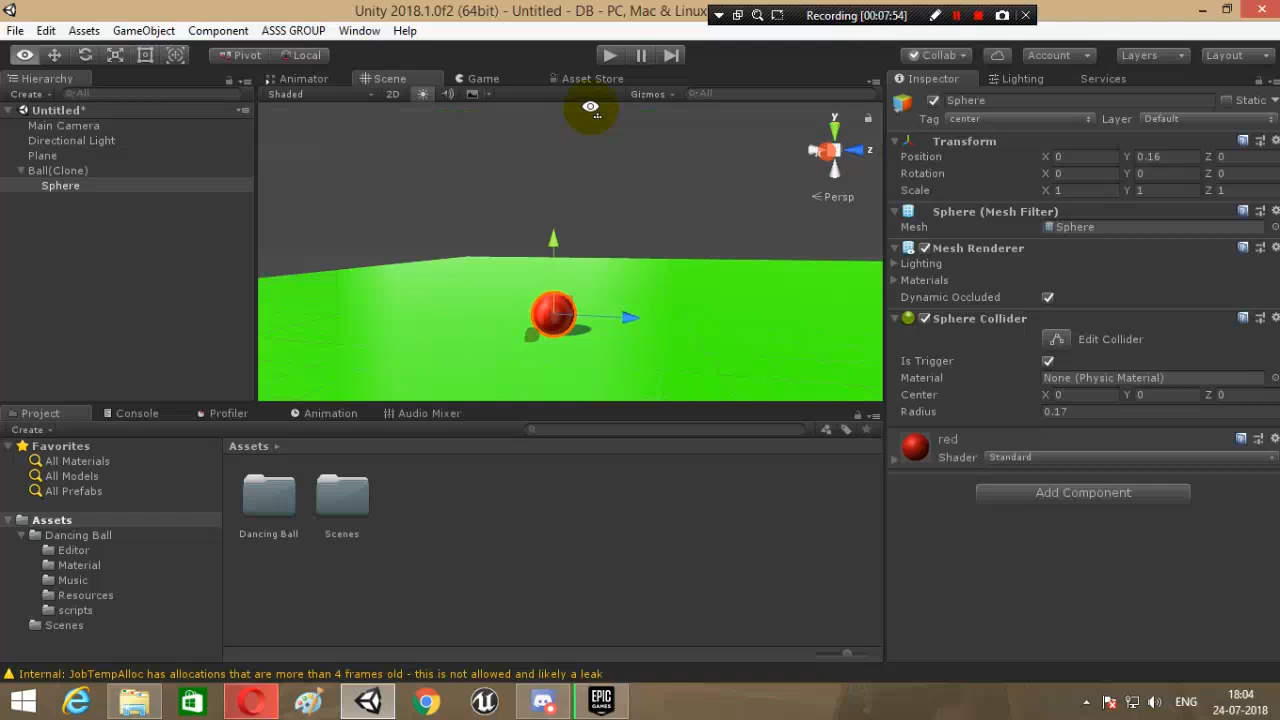 Unity 2018.1.0f2 (64bit) - Untitled - DB - PC, Mac & Linux
Recording [00:07:54]
File Edit Assets GameObject Component ASSS GROUP Window Help
Pivot Local Collab Account Layers Layout
Hierarchy Animator Scene Game Asset Store Inspector Lighting Services
Create All Shaded 2D Gizmos All
Untitled*
Main Camera
Directional Light
Plane
Ball(Clone)
Sphere
y
z
Persp
Sphere Static
Tag center Layer Default
Transform
Position X 0 Y 0.16 Z 0
Rotation X 0 Y 0 Z 0
Scale X 1 Y 1 Z 1
Sphere (Mesh Filter)
Mesh Sphere
Mesh Renderer
Lighting
Materials
Dynamic Occluded
Sphere Collider
Edit Collider
Is Trigger
Material None (Physic Material)
Center X 0 Y 0 Z 0
Radius 0.17
red
Shader Standard
Add Component
Project Console Profiler Animation Audio Mixer
Create
Favorites
All Materials
All Models
All Prefabs
Assets
Dancing Ball
Editor
Material
Music
Resources
scripts
Scenes
Assets
Dancing Ball Scenes
Internal: JobTempAlloc has allocations that are more than 4 frames old - this is not allowed and likely a leak
EPIC
GAMES
ENG
18:04
24-07-2018